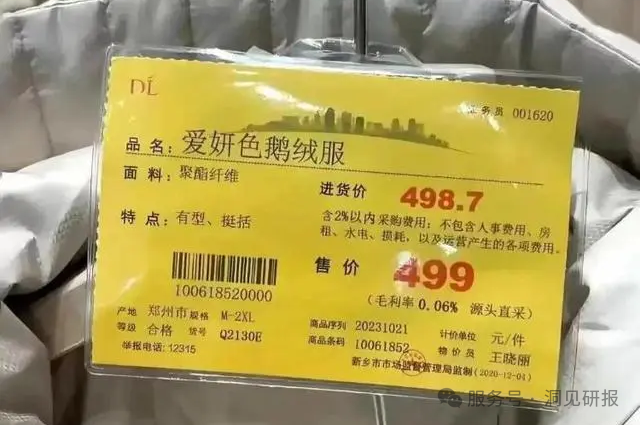 DL
业务员 001620
品名：爱妍色鹅绒服
面料：聚酯纤维
进货价 498.7
含2%以内采购费用；不包含人事费用、房
租、水电、损耗，以及运营产生的各项费用。
特点：有型、挺括
售价 499
（毛利率 0.06% 源头直采）
100618520000
产地 郑州市 规格 M-2XL
等级 合格 货号 Q2130E
举报电话：12315
商品序列 20231021 计价单位 元/件
商品条码 10061852 物价员 王晓丽
新乡市市场监督管理局监制(2020-12-04)
服务号·洞见研报